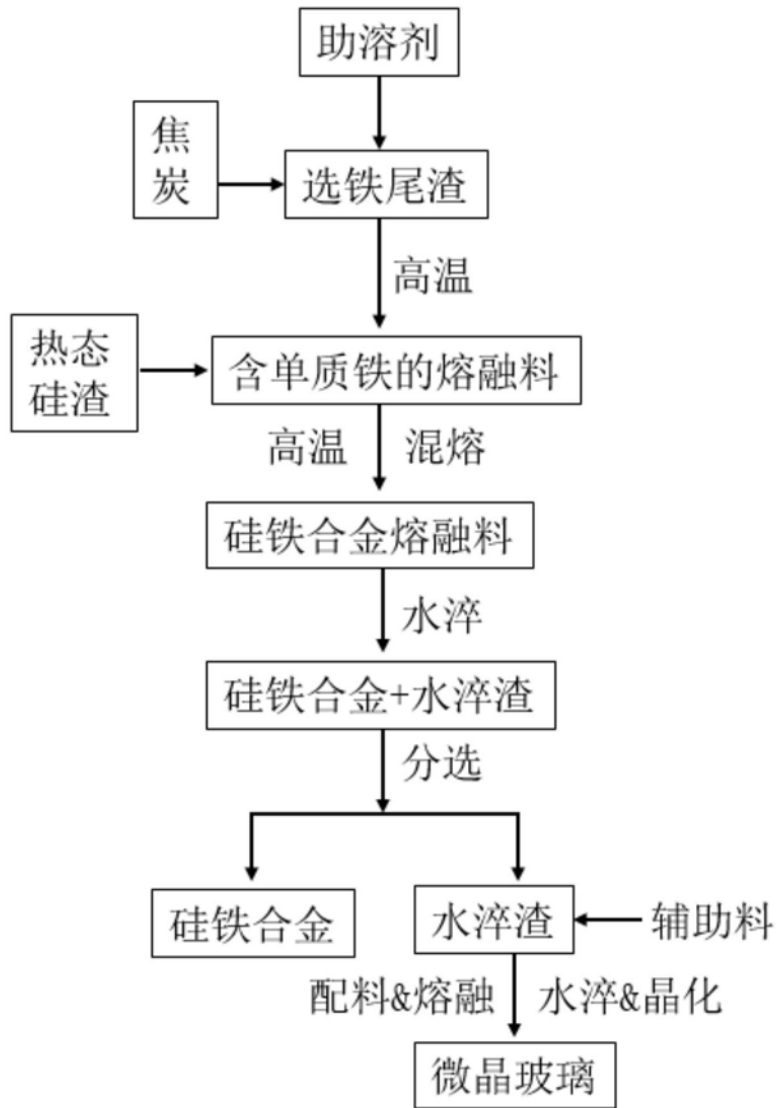 助溶剂
焦
炭
选铁尾渣
高温
热态
硅渣
含单质铁的熔融料
高温 混熔
硅铁合金熔融料
水淬
硅铁合金+水淬渣
分选
硅铁合金
水淬渣
辅助料
配料&熔融 水淬&晶化
微晶玻璃